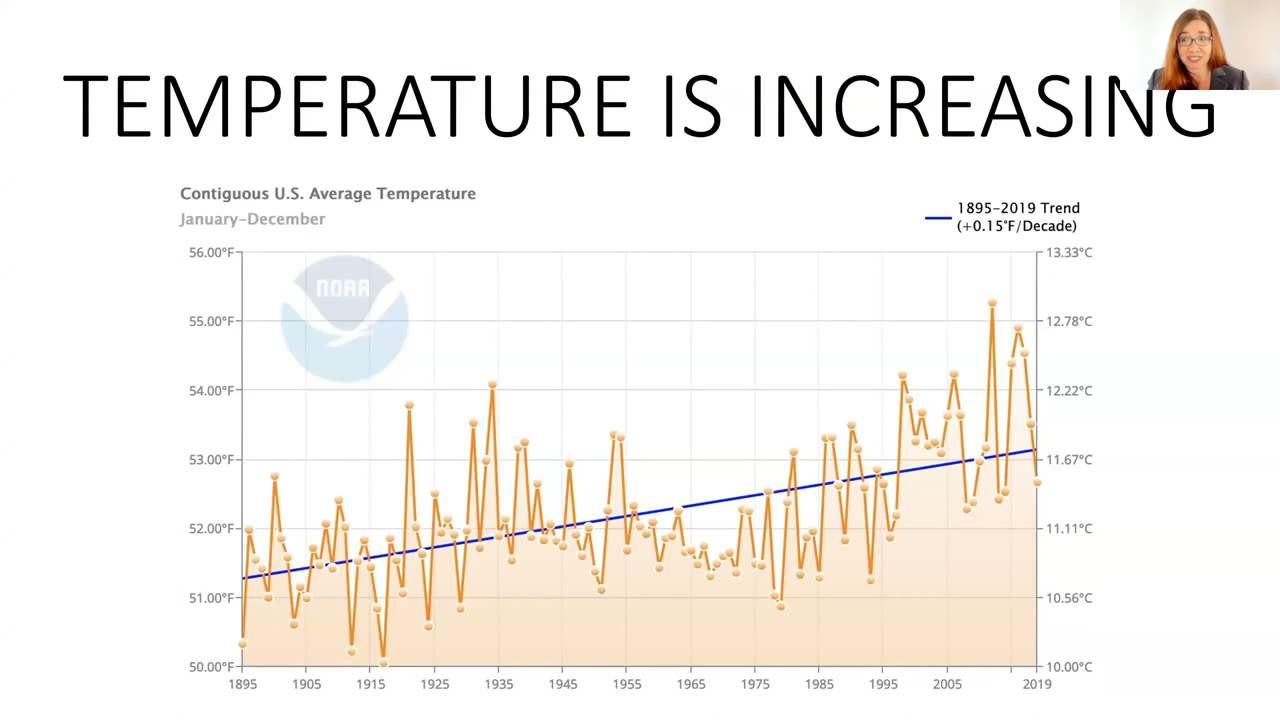 TEMPERATURE IS INCREASING
Contiguous U.S. Average Temperature
January–December
1895–2019 Trend
(+0.15°F/Decade)
56.00°F
13.33°C
NOAA
55.00°F
12.78°C
54.00°F
12.22°C
53.00°F
11.67°C
52.00°F
11.11°C
51.00°F
10.56°C
50.00°F
10.00°C
1895 1905 1915 1925 1935 1945 1955 1965 1975 1985 1995 2005 2019